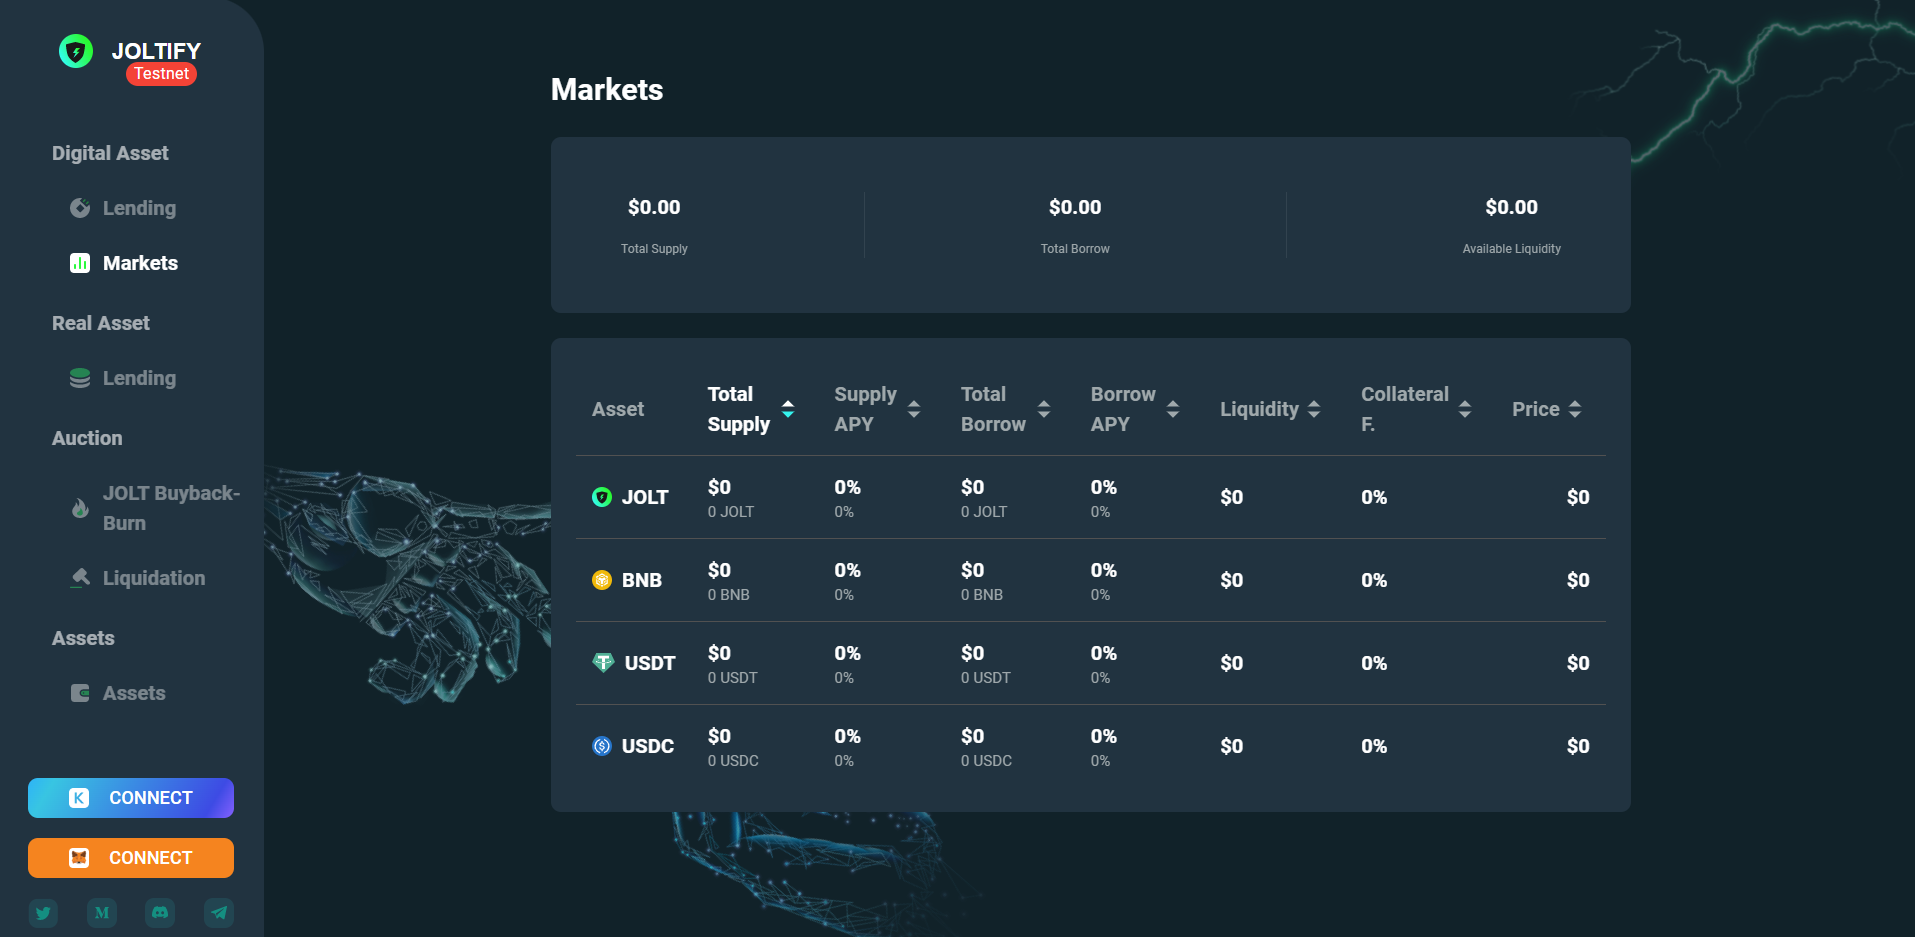 JOLTIFY
Testnet
Digital Asset
Lending
Markets
Real Asset
Lending
Auction
JOLT Buyback-
Burn
Liquidation
Assets
Assets
K CONNECT
CONNECT
M
Markets
$0.00 $0.00 $0.00
Total Supply Total Borrow Available Liquidity
Asset Total Supply Supply APY Total Borrow Borrow APY Liquidity Collateral F. Price
JOLT $0 0% $0 0% $0 0% $0
0 JOLT 0% 0 JOLT 0%
BNB $0 0% $0 0% $0 0% $0
0 BNB 0% 0 BNB 0%
USDT $0 0% $0 0% $0 0% $0
0 USDT 0% 0 USDT 0%
USDC $0 0% $0 0% $0 0% $0
0 USDC 0% 0 USDC 0%